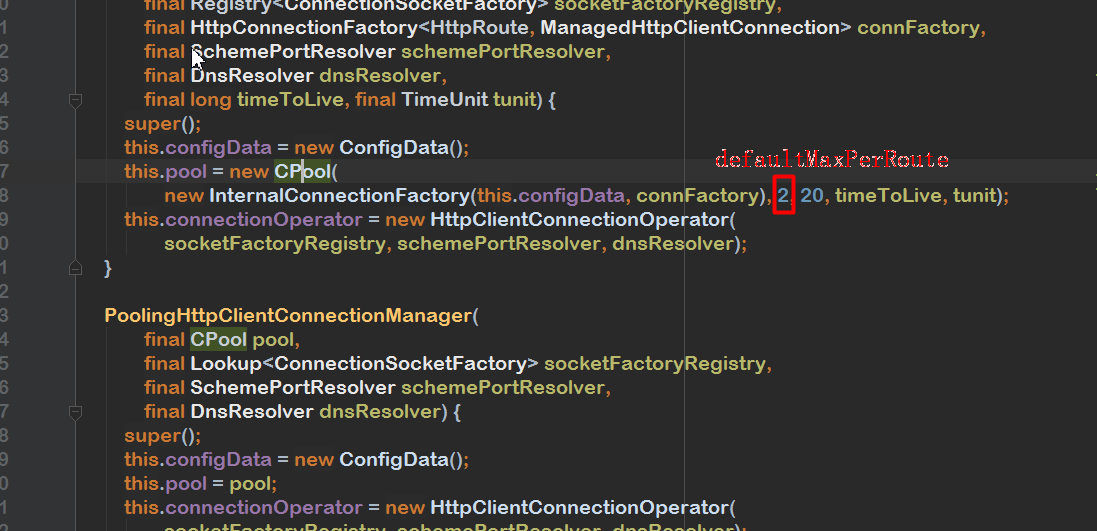 final Registry<ConnectionSocketFactory> socketFactoryRegistry,
1 final HttpConnectionFactory<HttpRoute, ManagedHttpClientConnection> connFactory,
2 final SchemePortResolver schemePortResolver,
3 final DnsResolver dnsResolver,
4 final long timeToLive, final TimeUnit tunit) {
5 super();
6 this.configData = new ConfigData();
defaultMaxPerRoute
7 this.pool = new CPool(
8 new InternalConnectionFactory(this.configData, connFactory), 2, 20, timeToLive, tunit);
9 this.connectionOperator = new HttpClientConnectionOperator(
0 socketFactoryRegistry, schemePortResolver, dnsResolver);
1 }
2
3 PoolingHttpClientConnectionManager(
4 final CPool pool,
5 final Lookup<ConnectionSocketFactory> socketFactoryRegistry,
6 final SchemePortResolver schemePortResolver,
7 final DnsResolver dnsResolver) {
8 super();
9 this.configData = new ConfigData();
0 this.pool = pool;
1 this.connectionOperator = new HttpClientConnectionOperator(
socketFactoryRegistry, schemePortResolver, dnsResolver);